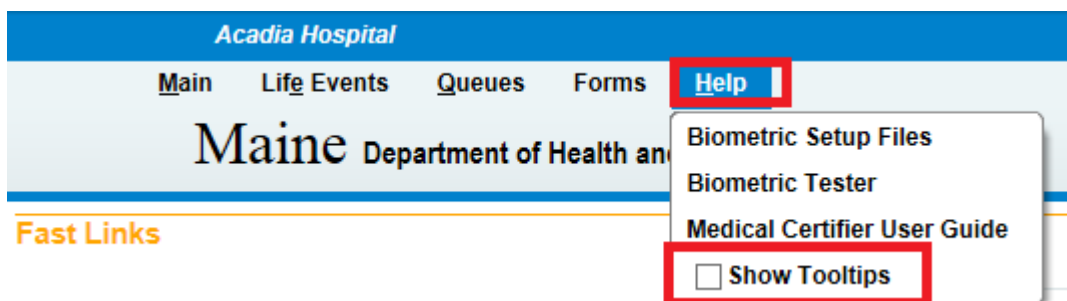 Acadia Hospital
Main Life Events Queues Forms Help
Maine Department of Health an
Biometric Setup Files
Biometric Tester
Medical Certifier User Guide
Show Tooltips
Fast Links